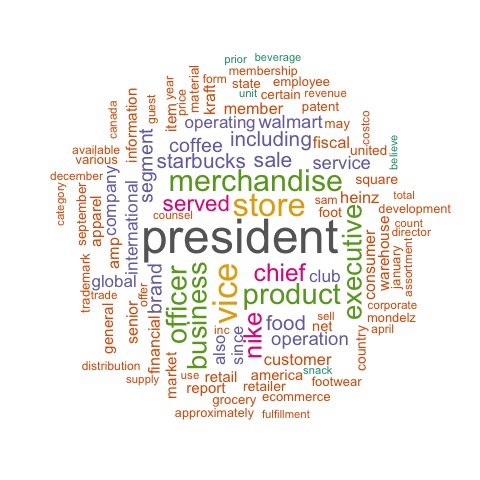 prior
beverage
membership
form
state
employee
unit
certain
revenue
year
material
kraft
price
item
guest
member
patent
operating
walmart
may
costco
canada
information
coffee
including
fiscal
united
believe
available
various
segment
starbucks
sale
service
december
merchandise
square
category
september
apparel
company
international
served
store
sam
heinz
total
foot
development
counsel
amp
president
executive
consumer
warehouse
count
director
global
brand
officer
business
vice
chief
club
january
assortment
trademark
trade
offer
product
corporate
general
senior
financial
inc
nike
food
sell
net
mondelz
april
also
since
operation
country
market
customer
distribution
supply
use
retail
america
snack
report
retailer
footwear
grocery
ecommerce
approximately
fulfillment